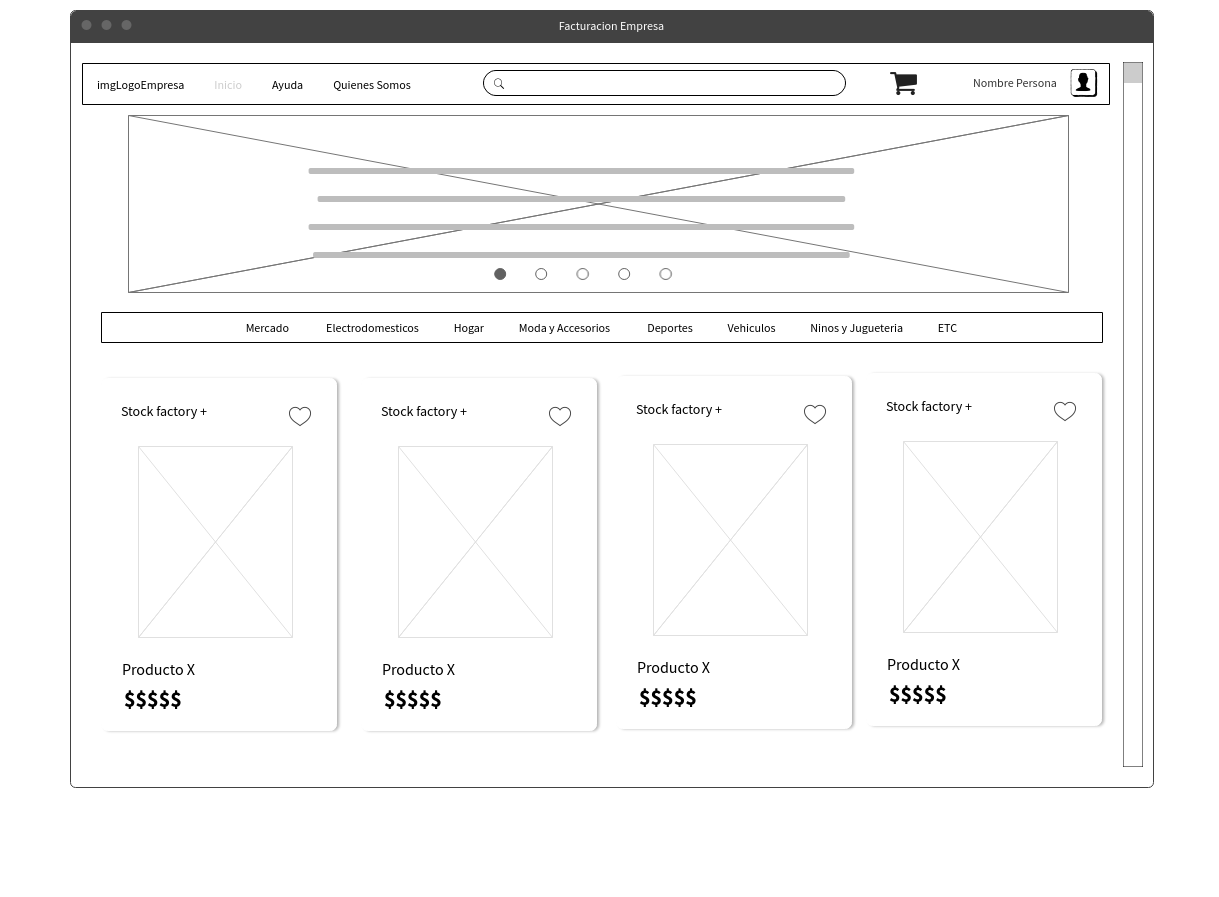 Facturacion Empresa
imgLogoEmpresa Inicio Ayuda Quienes Somos Nombre Persona
Mercado Electrodomesticos Hogar Moda y Accesorios Deportes Vehiculos Ninos y Jugueteria ETC
Stock factory + Stock factory + Stock factory + Stock factory +
Producto X Producto X Producto X Producto X
$$$$$ $$$$$ $$$$$ $$$$$